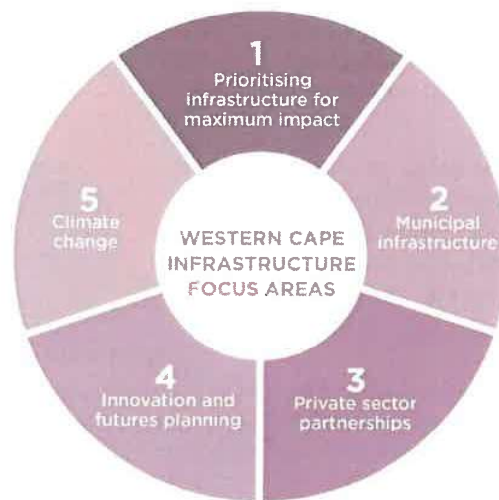 1
Prioritising
infrastructure for
maximum impact
2
Municipal
infrastructure
3
Private sector
partnerships
4
Innovation and
futures planning
5
Climate
change
WESTERN CAPE
INFRASTRUCTURE
FOCUS AREAS